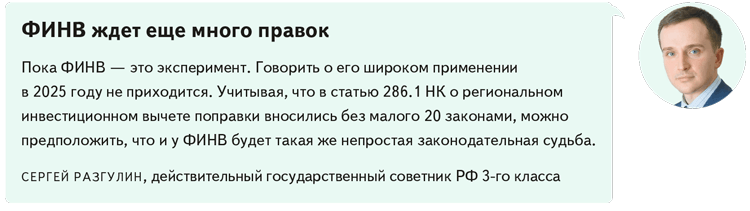 ФИНВ ждет еще много правок
Пока ФИНВ — это эксперимент. Говорить о его широком применении
в 2025 году не приходится. Учитывая, что в статью 286.1 НК о региональном
инвестиционном вычете поправки вносились без малого 20 законами, можно
предположить, что и у ФИНВ будет такая же непростая законодательная судьба.
СЕРГЕЙ РАЗГУЛИН, действительный государственный советник РФ 3-го класса